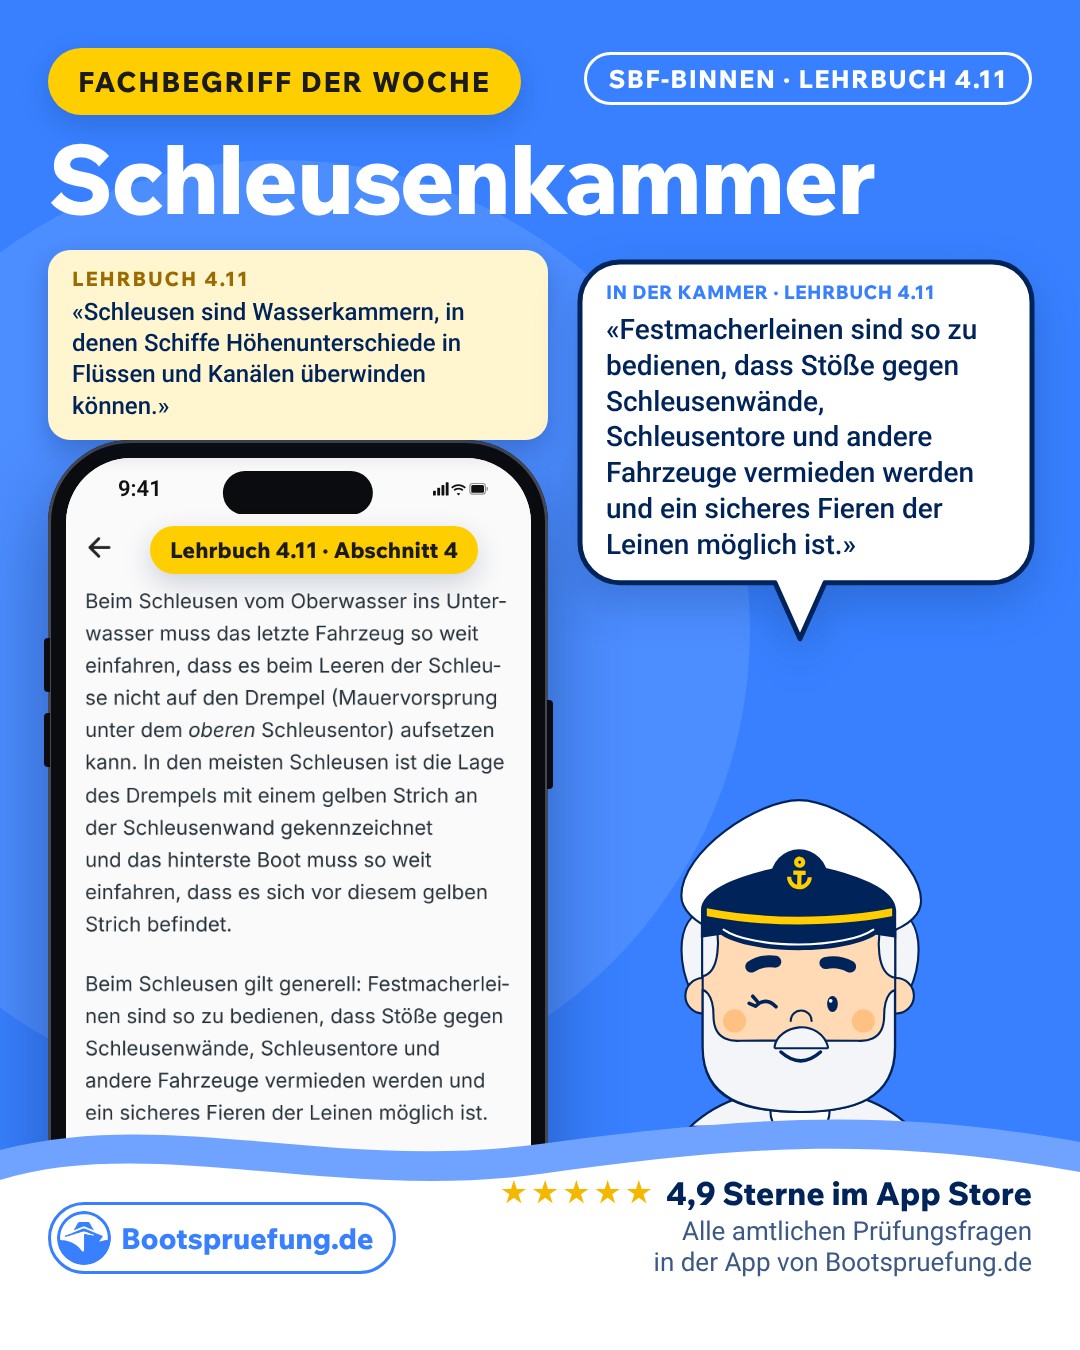 FACHBEGRIFF DER WOCHE
SBF-BINNEN · LEHRBUCH 4.11
Schleusenkammer
LEHRBUCH 4.11
«Schleusen sind Wasserkammern, in
denen Schiffe Höhenunterschiede in
Flüssen und Kanälen überwinden
können.»
IN DER KAMMER · LEHRBUCH 4.11
«Festmacherleinen sind so zu
bedienen, dass Stöße gegen
Schleusenwände,
Schleusentore und andere
Fahrzeuge vermieden werden
und ein sicheres Fieren der
Leinen möglich ist.»
9:41
Lehrbuch 4.11 · Abschnitt 4
Beim Schleusen vom Oberwasser ins Unter-
wasser muss das letzte Fahrzeug so weit
einfahren, dass es beim Leeren der Schleu-
se nicht auf den Drempel (Mauervorsprung
unter dem oberen Schleusentor) aufsetzen
kann. In den meisten Schleusen ist die Lage
des Drempels mit einem gelben Strich an
der Schleusenwand gekennzeichnet
und das hinterste Boot muss so weit
einfahren, dass es sich vor diesem gelben
Strich befindet.
Beim Schleusen gilt generell: Festmacherlei-
nen sind so zu bedienen, dass Stöße gegen
Schleusenwände, Schleusentore und
andere Fahrzeuge vermieden werden und
ein sicheres Fieren der Leinen möglich ist.
★★★★★ 4,9 Sterne im App Store
Alle amtlichen Prüfungsfragen
in der App von Bootspruefung.de
Bootspruefung.de